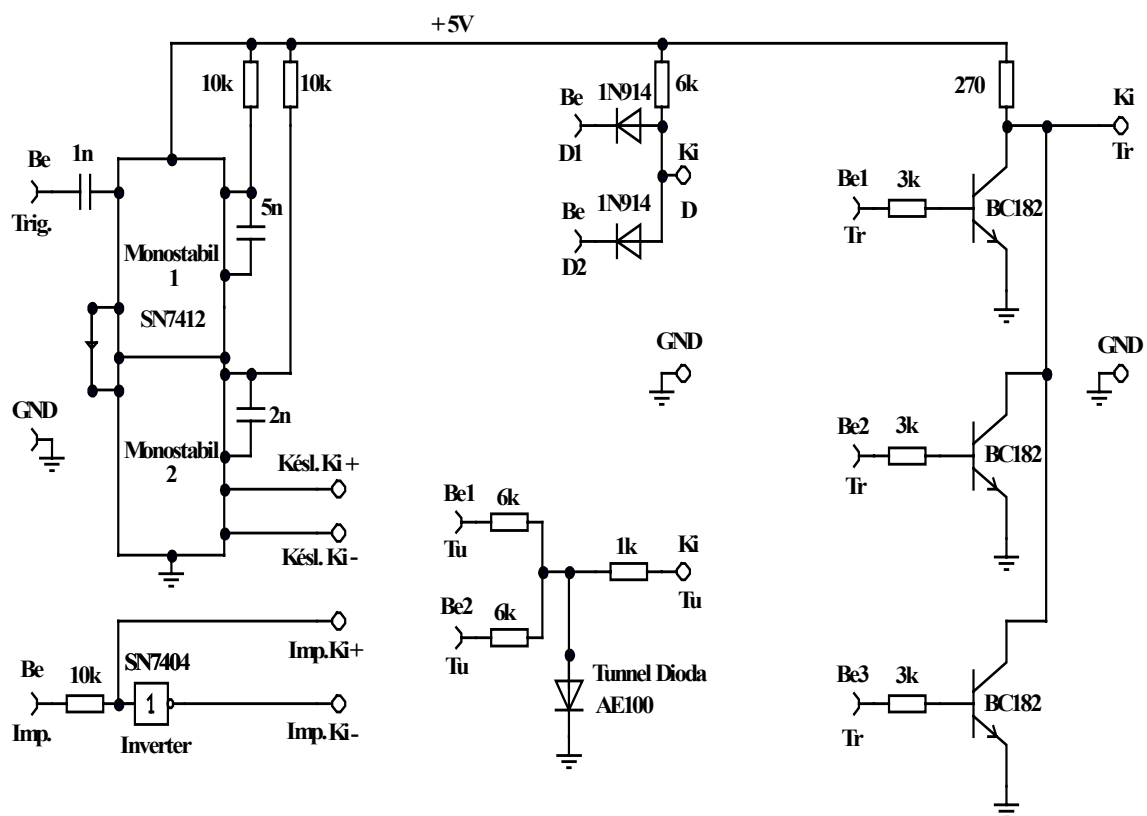 +5V
10k
10k
Be
1n
Trig.
5n
Monostabil
1
SN7412
2n
GND
Monostabil
2
Késl. Ki+
Késl. Ki-
Be
10k
Imp.
SN7404
1
Inverter
Imp.Ki+
Imp. Ki-
1N914
6k
Be
D1
Ki
D
1N914
Be
D2
GND
Be1
6k
Tu
Be2
6k
Tu
1k
Ki
Tu
Tunnel Dioda
AE100
270
Ki
Tr
Be1
3k
Tr
BC182
GND
Be2
3k
Tr
BC182
Be3
3k
Tr
BC182